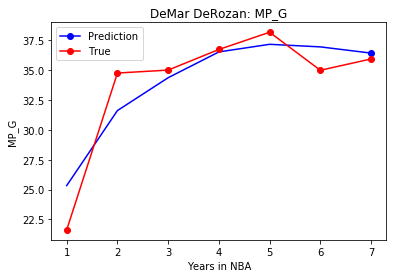 DeMar DeRozan: MP_G
Prediction
True
37.5
35.0
32.5
30.0
27.5
25.0
22.5
MP_G
1 2 3 4 5 6 7
Years in NBA